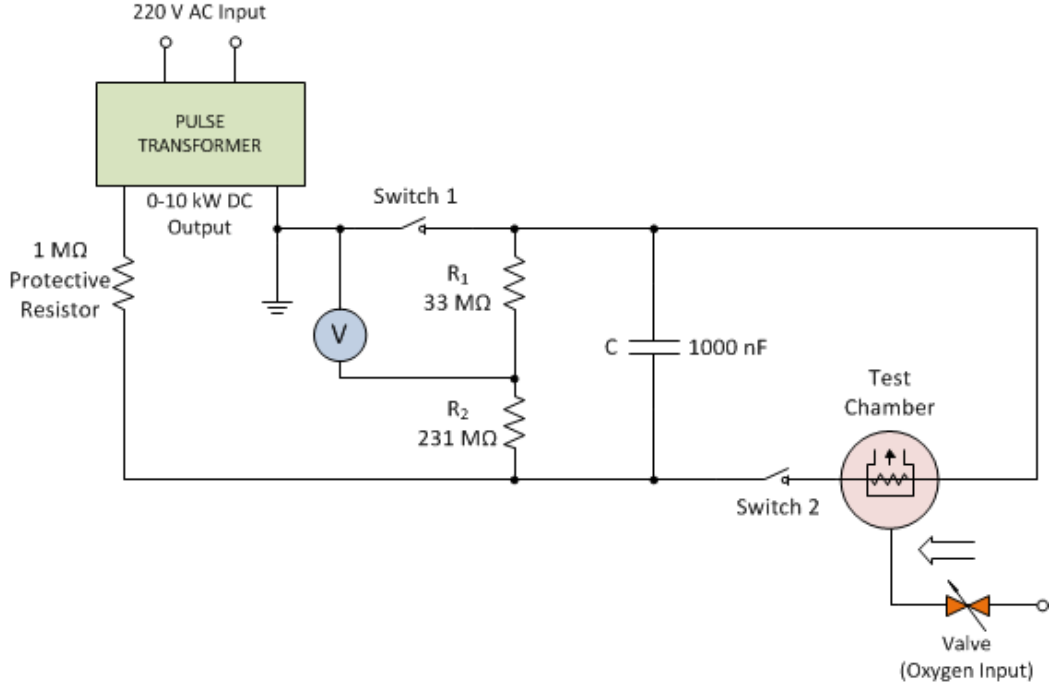 220 V AC Input
PULSE
TRANSFORMER
0-10 kW DC
Output
Switch 1
1 MΩ
Protective
Resistor
R₁
33 MΩ
V
C
1000 nF
R₂
231 MΩ
Test
Chamber
Switch 2
Valve
(Oxygen Input)